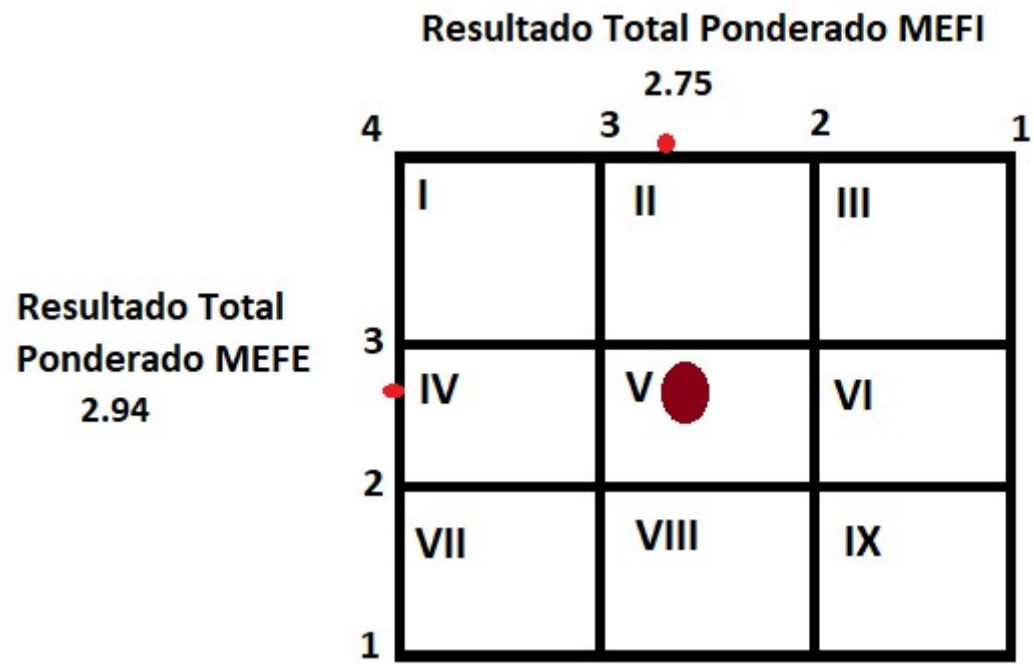 Resultado Total Ponderado MEFI
2.75
4 3 2 1
I II III
Resultado Total
Ponderado MEFE
2.94
3
IV V VI
2
VII VIII IX
1